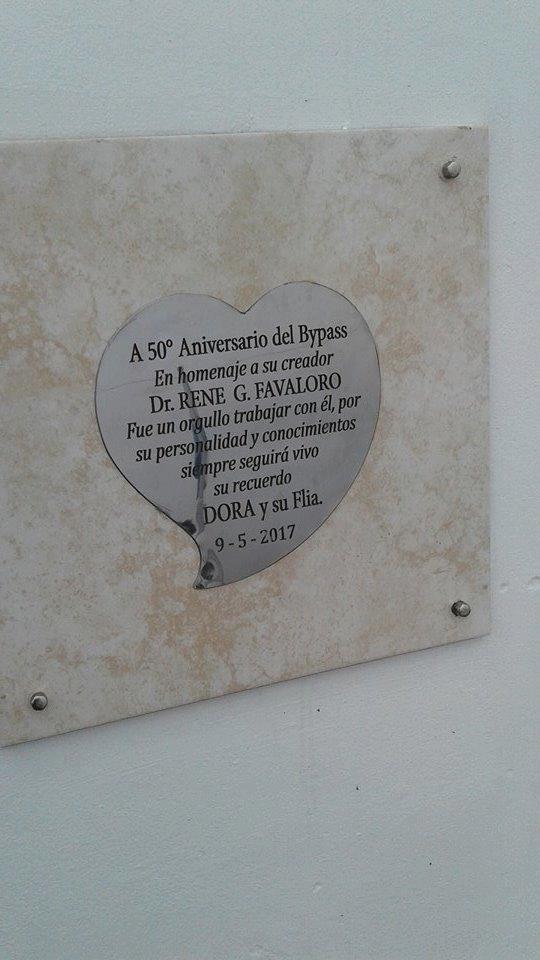 A 50º Aniversario del Bypass
En homenaje a su creador
Dr. RENE G. FAVALORO
Fue un orgullo trabajar con él, por
su personalidad y conocimientos
siempre seguirá vivo
su recuerdo
DORA y su Flia.
9-5-2017